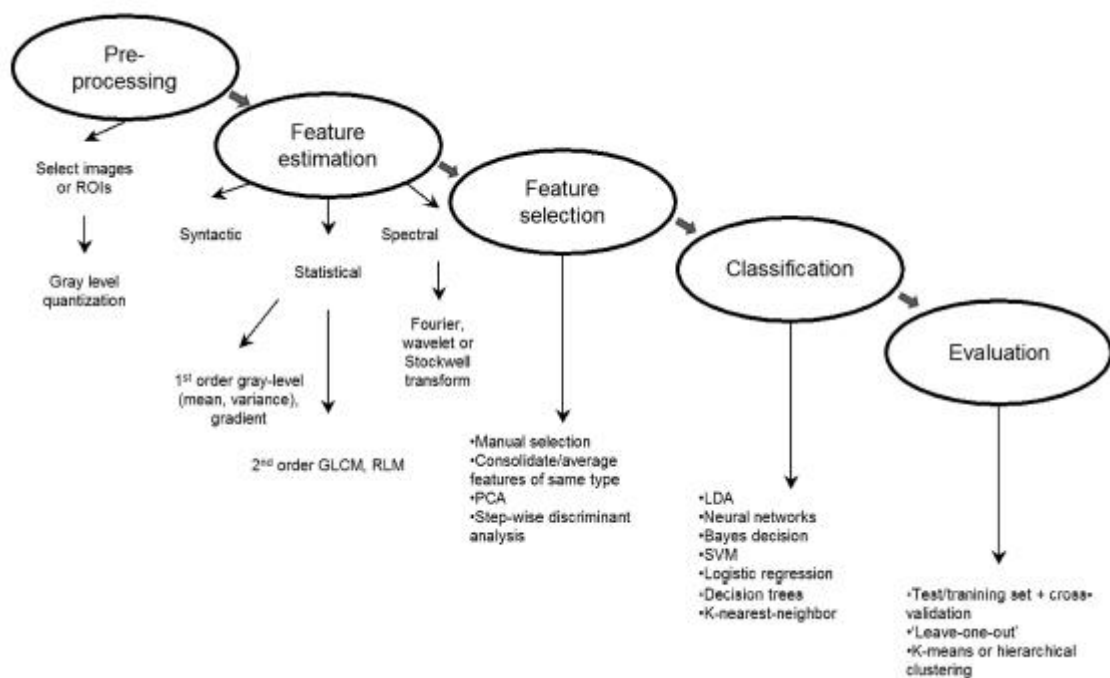 Pre-
processing
Select images
or ROIs
Gray level
quantization
Feature
estimation
Syntactic
Statistical
Spectral
1st order gray-level
(mean, variance),
gradient
2nd order GLCM, RLM
Fourier,
wavelet or
Stockwell
transform
Feature
selection
•Manual selection
•Consolidate/average
features of same type
•PCA
•Step-wise discriminant
analysis
Classification
•LDA
•Neural networks
•Bayes decision
•SVM
•Logistic regression
•Decision trees
•K-nearest-neighbor
Evaluation
•Test/tranining set + cross-
validation
•'Leave-one-out'
•K-means or hierarchical
clustering